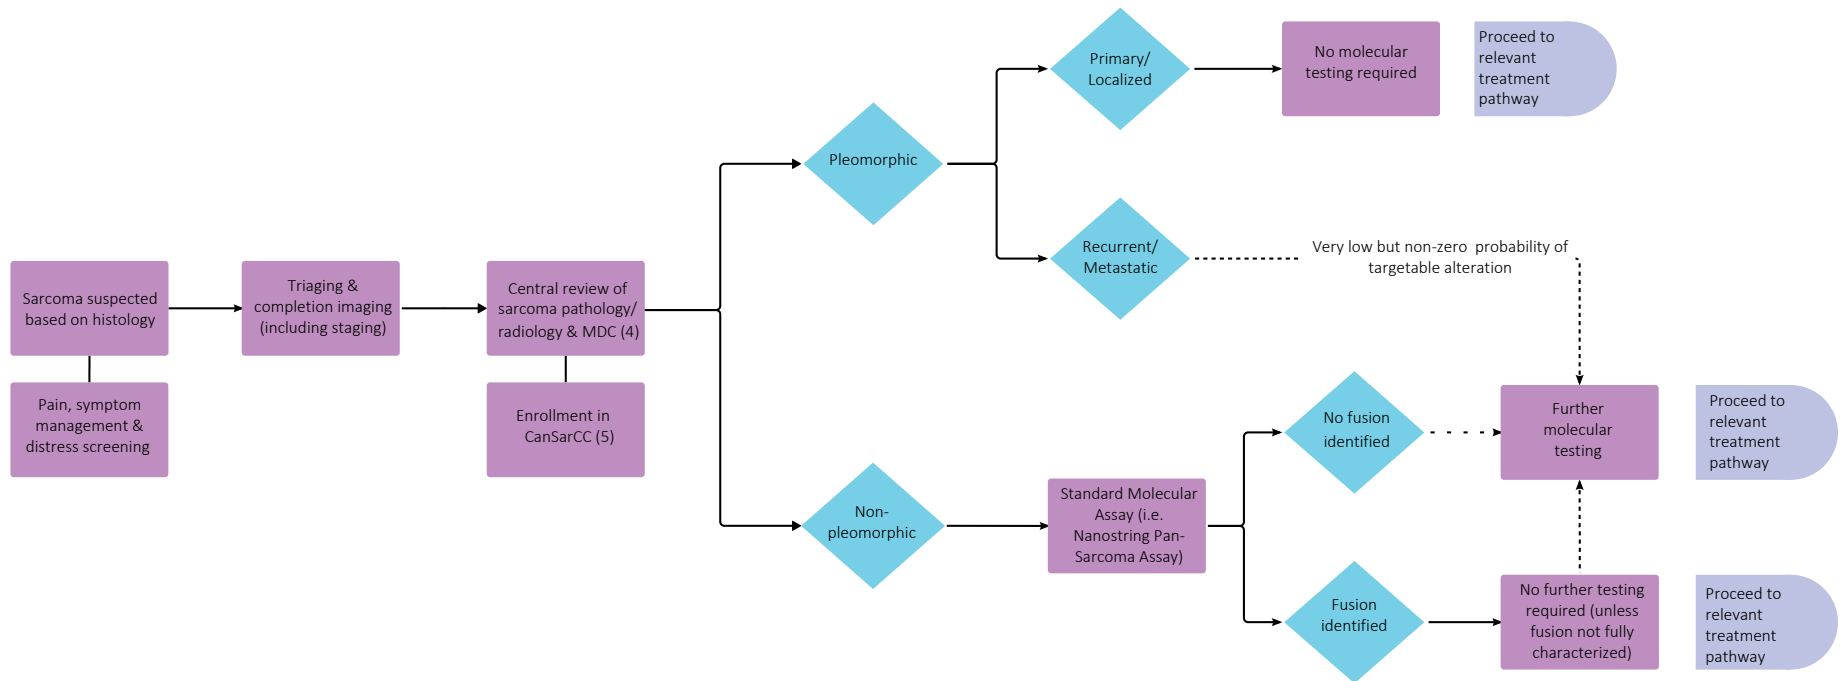 Sarcoma suspected
based on histology
Pain, symptom
management &
distress screening
Triaging &
completion imaging
(including staging)
Central review of
sarcoma pathology/
radiology & MDC (4)
Enrollment in
CanSarCC (5)
Pleomorphic
Primary/
Localized
No molecular
testing required
Proceed to
relevant
treatment
pathway
Recurrent/
Metastatic
Very low but non-zero probability of
targetable alteration
Non-
pleomorphic
Standard Molecular
Assay (i.e.
Nanostring Pan-
Sarcoma Assay)
No fusion
identified
Further
molecular
testing
Proceed to
relevant
treatment
pathway
Fusion
identified
No further testing
required (unless
fusion not fully
characterized)
Proceed to
relevant
treatment
pathway